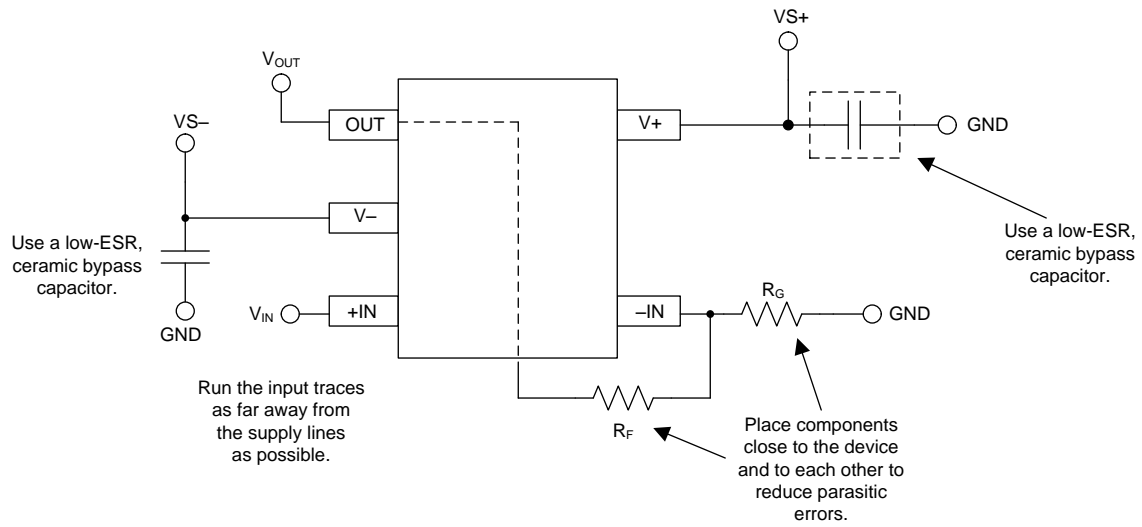 VS+
VOUT
VS–
OUT
V+
GND
V–
Use a low-ESR,
ceramic bypass
capacitor.
Use a low-ESR,
ceramic bypass
capacitor.
GND
VIN
+IN
–IN
RG
GND
Run the input traces
as far away from
the supply lines
as possible.
RF
Place components
close to the device
and to each other to
reduce parasitic
errors.